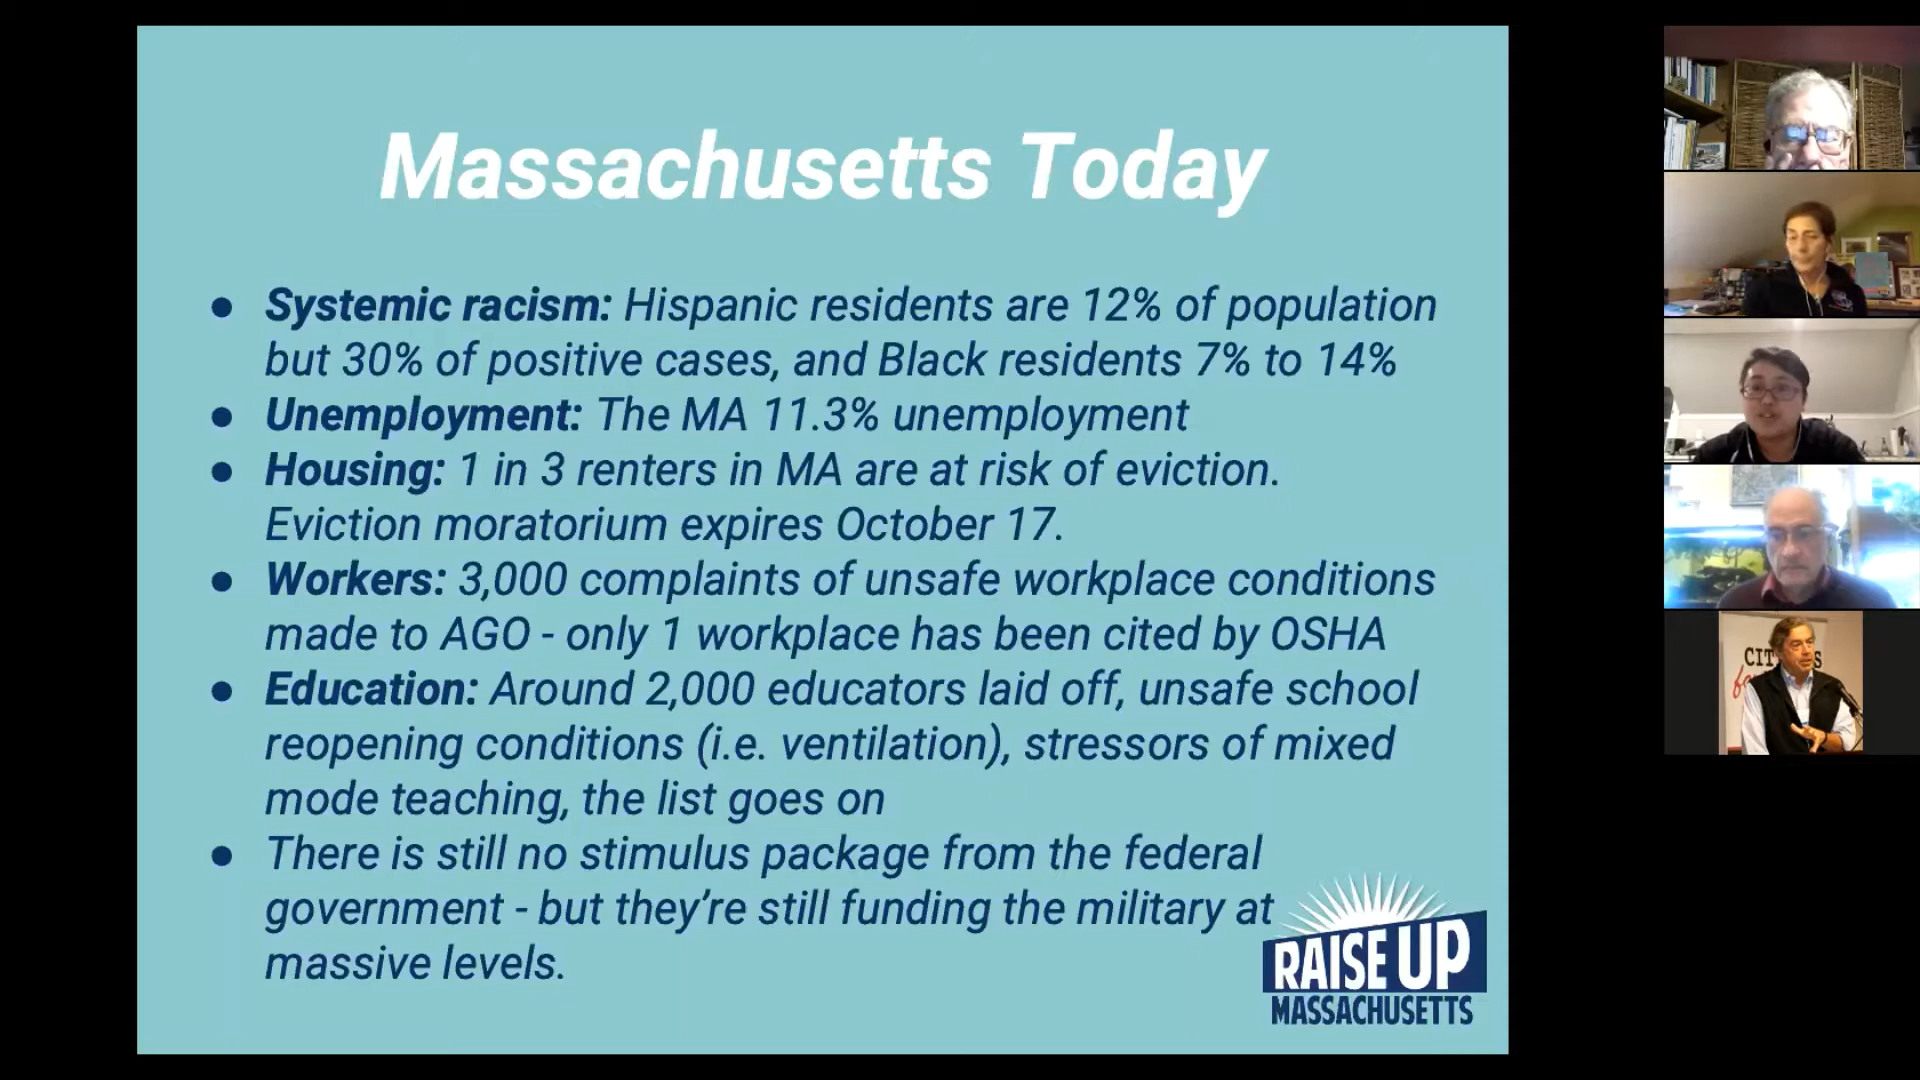 Massachusetts Today
● Systemic racism: Hispanic residents are 12% of population
but 30% of positive cases, and Black residents 7% to 14%
● Unemployment: The MA 11.3% unemployment
● Housing: 1 in 3 renters in MA are at risk of eviction.
Eviction moratorium expires October 17.
● Workers: 3,000 complaints of unsafe workplace conditions
made to AGO - only 1 workplace has been cited by OSHA
● Education: Around 2,000 educators laid off, unsafe school
reopening conditions (i.e. ventilation), stressors of mixed
mode teaching, the list goes on
● There is still no stimulus package from the federal
government - but they’re still funding the military at
massive levels.
RAISE UP
MASSACHUSETTS